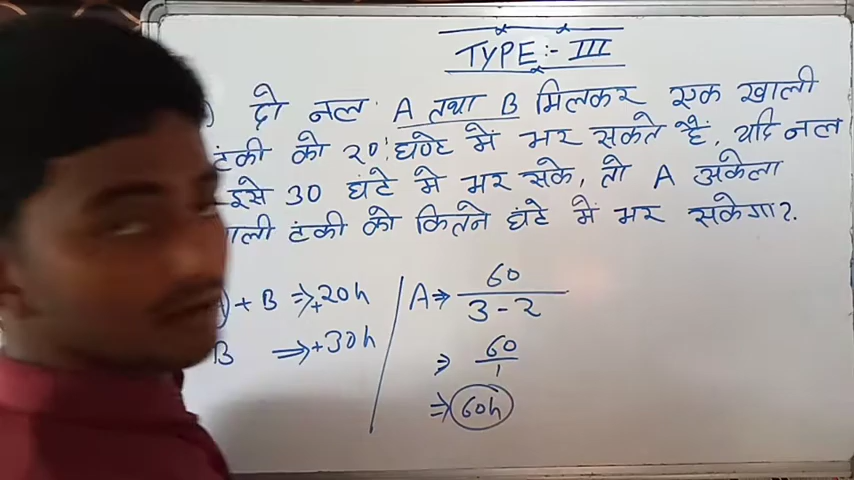 TYPE:- III
) दो नल A तथा B मिलकर एक खाली
टंकी को 20 घण्टे में भर सकते हैं, यदि नल
इसे 30 घंटे में भर सके, तो A अकेला
ाली टंकी को कितने घंटे में भर सकेगा?.
) + B ⇒ +20h
B ⇒ +30h
A ⇒ 60
3 - 2
⇒ 60
1
⇒ 60h